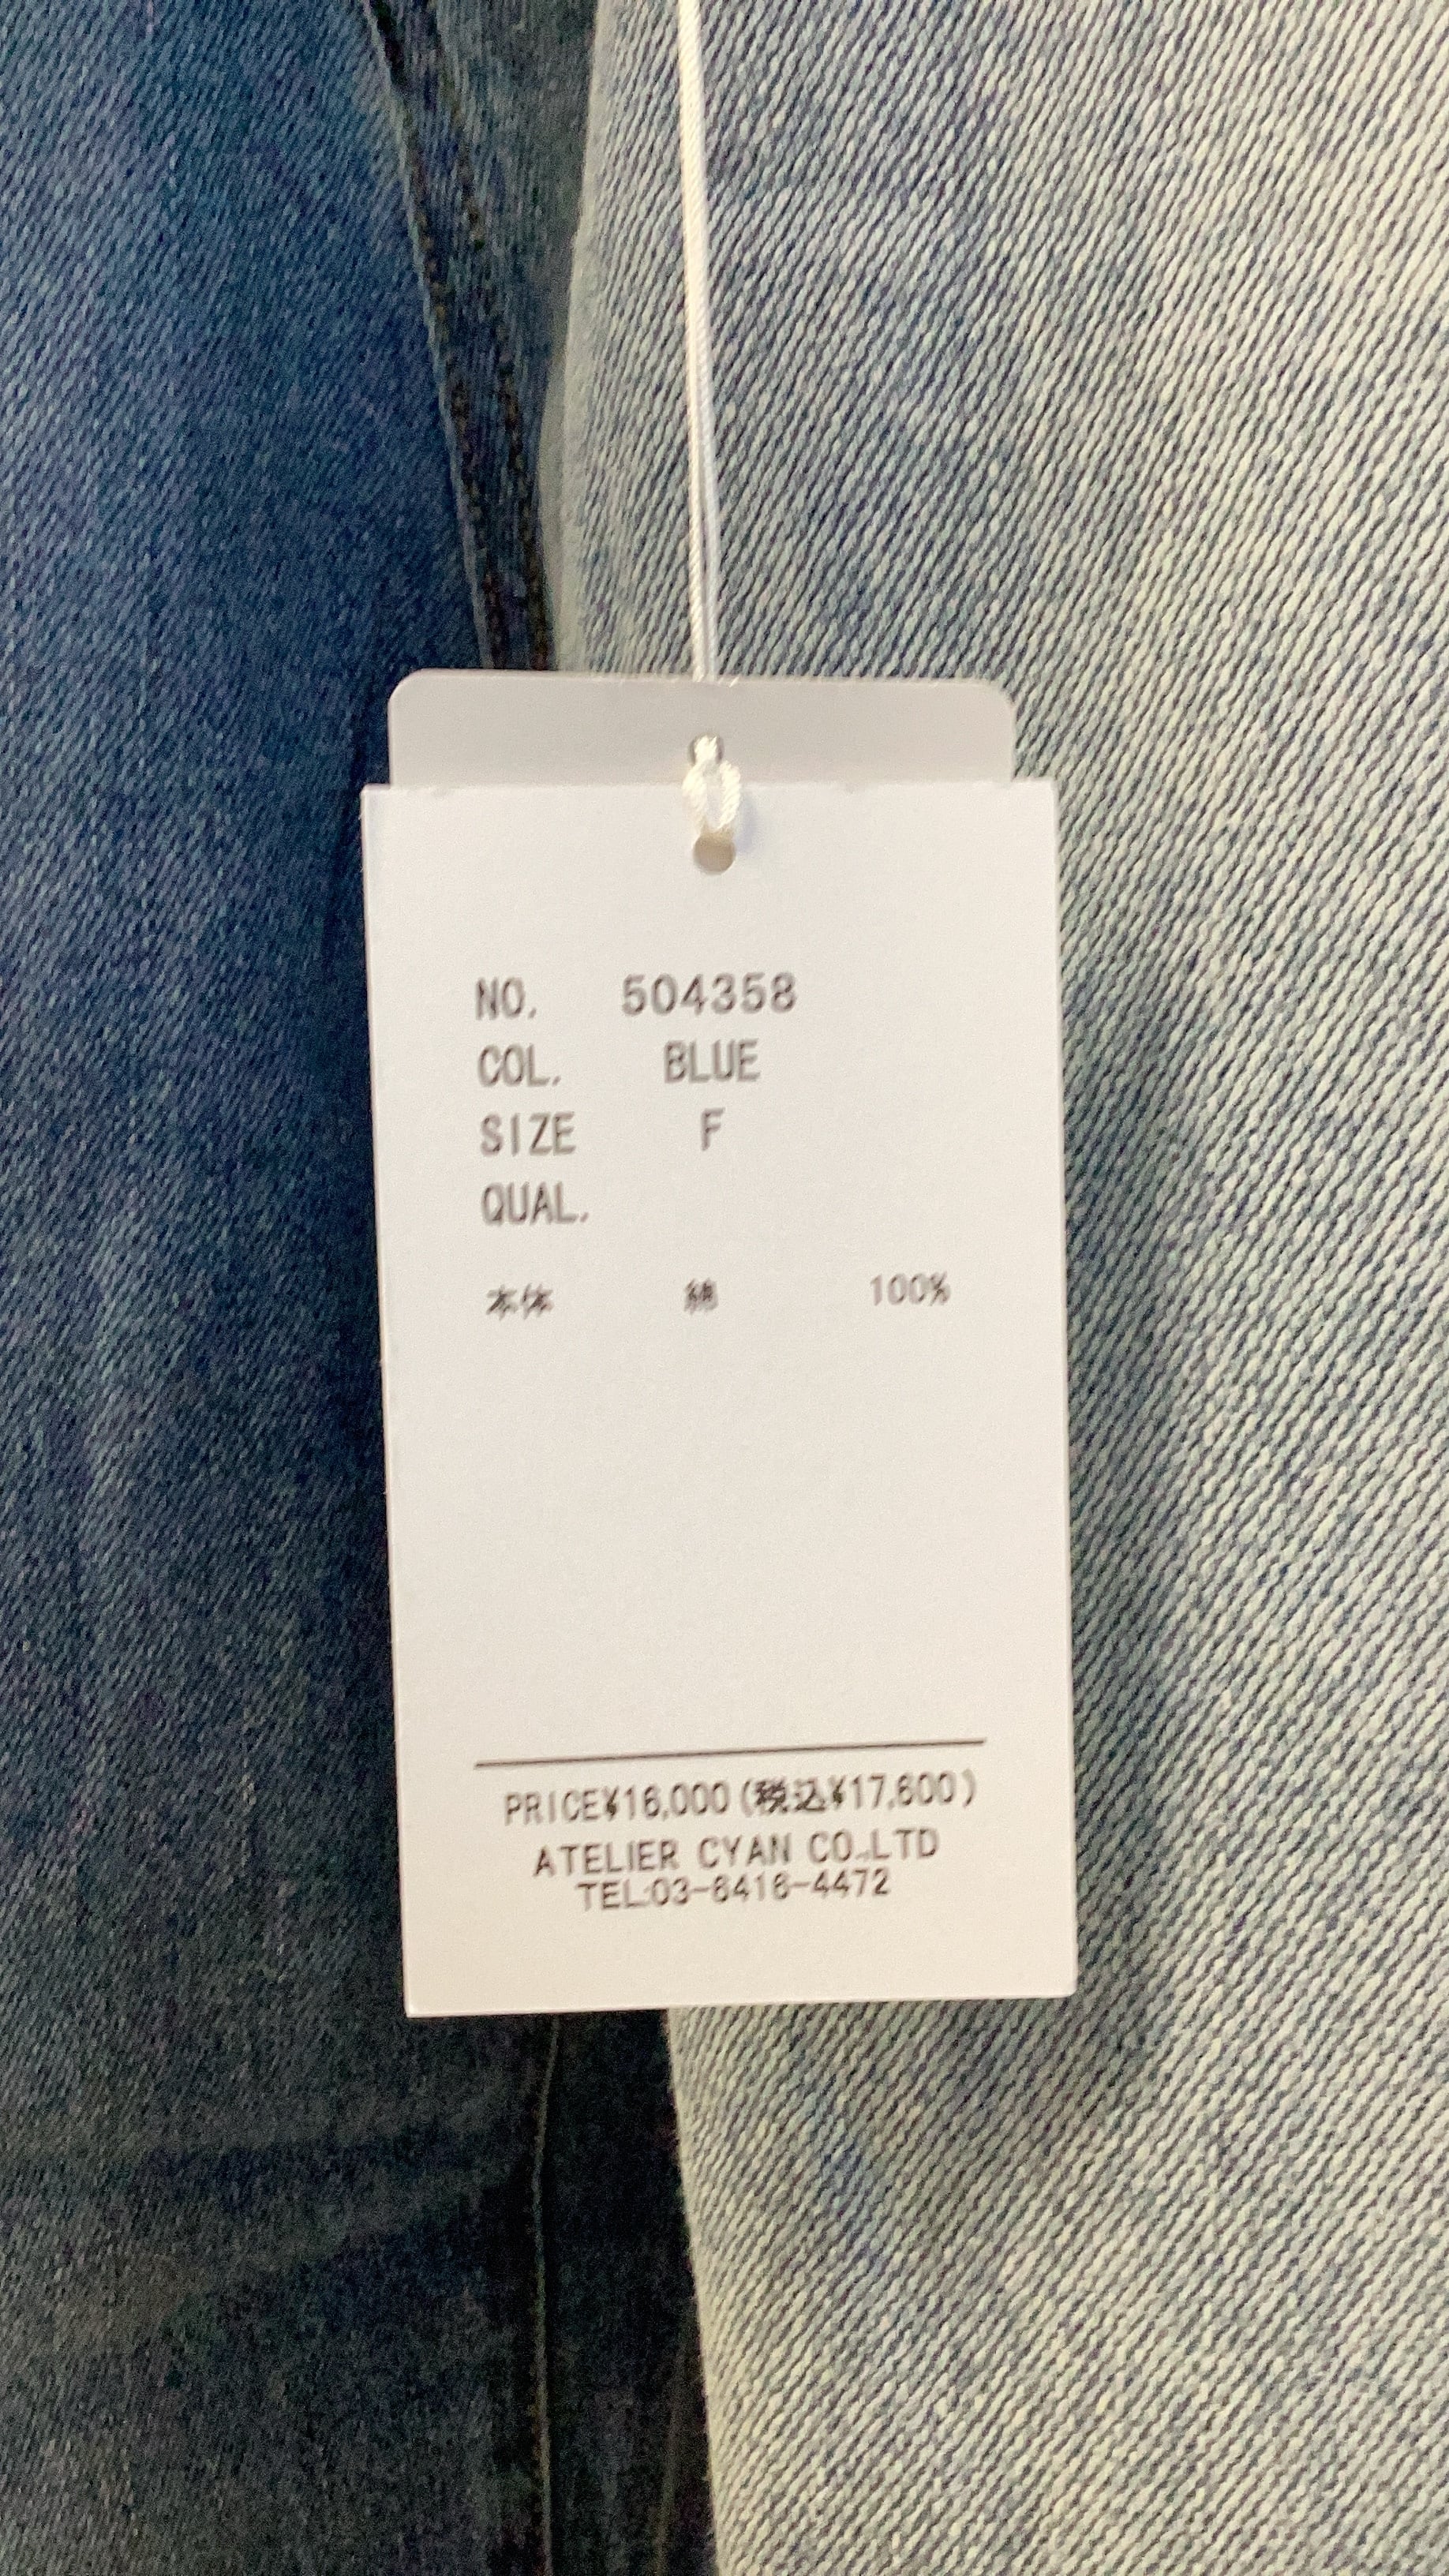 NO. 504358
COL. BLUE
SIZE F
QUAL.
本体 綿 100%
PRICE¥16,000(税込¥17,600)
ATELIER CYAN CO.,LTD
TEL:03-6416-4472